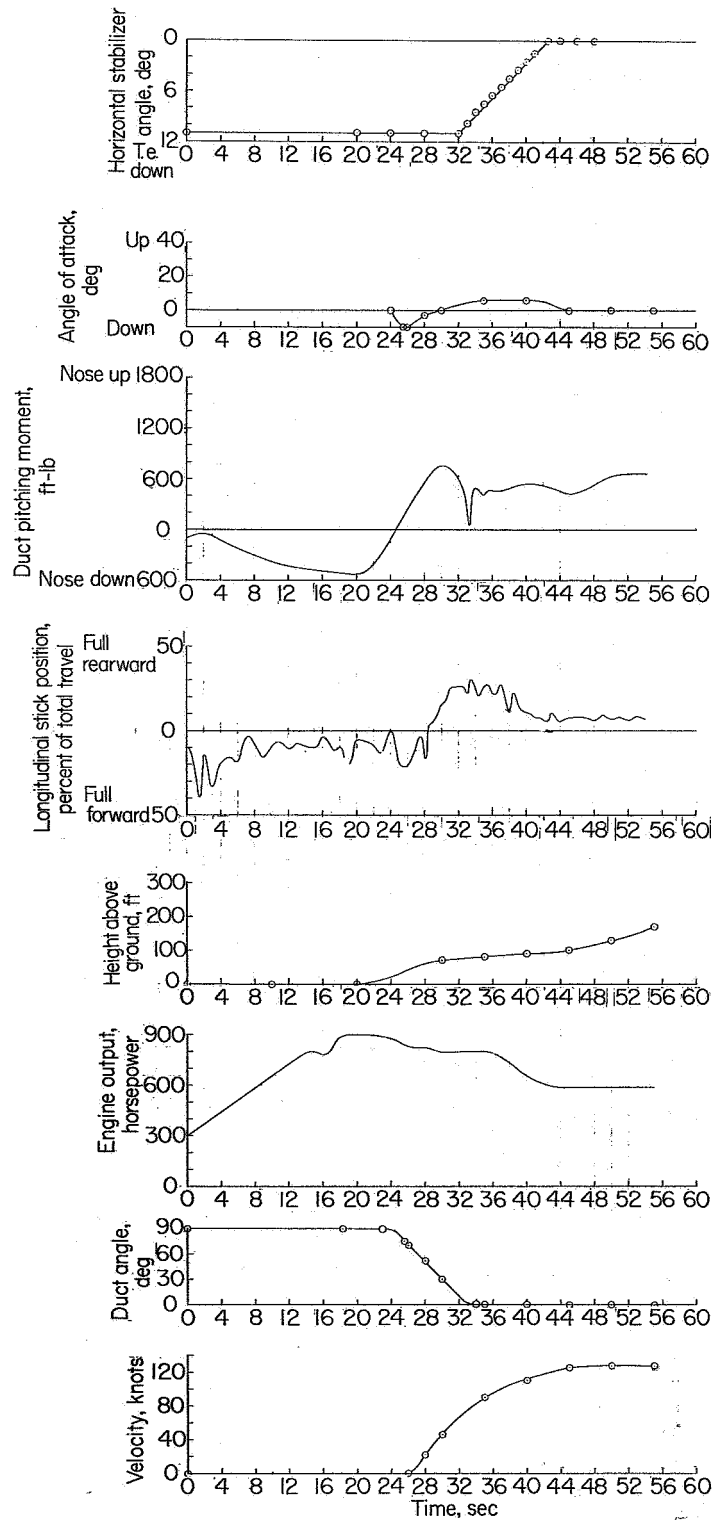 Horizontal stabilizer
angle, deg
0
6
12
T.e.
down
0 4 8 12 16 20 24 28 32 36 40 44 48 52 56 60
Angle of attack,
deg
Up 40
20
0
Down
0 4 8 12 16 20 24 28 32 36 40 44 48 52 56 60
Duct pitching moment,
ft-lb
Nose up 1800
1200
600
0
Nose down 600
0 4 8 12 16 20 24 28 32 36 40 44 48 52 56 60
Longitudinal stick position,
percent of total travel
Full 50
rearward
0
Full
forward 50
0 4 8 12 16 20 24 28 32 36 40 44 48 52 56 60
Height above
ground, ft
300
200
100
0
0 4 8 12 16 20 24 28 32 36 40 44 48 52 56 60
Engine output,
horsepower
900
600
300
0
0 4 8 12 16 20 24 28 32 36 40 44 48 52 56 60
Duct angle,
deg
90
60
30
0
0 4 8 12 16 20 24 28 32 36 40 44 48 52 56 60
Velocity, knots
120
80
40
0
0 4 8 12 16 20 24 28 32 36 40 44 48 52 56 60
Time, sec